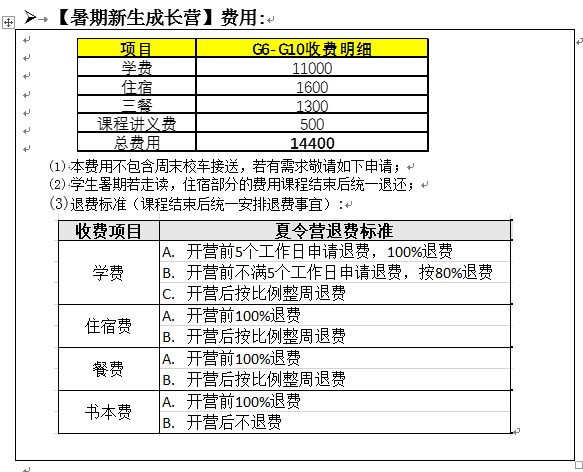 【暑期新生成长营】费用:
项目 G6-G10收费明细
学费 11000
住宿 1600
三餐 1300
课程讲义费 500
总费用 14400
(1)本费用不包含周末校车接送，若有需求敬请如下申请；
(2)学生暑期若走读，住宿部分的费用课程结束后统一退还；
(3)退费标准（课程结束后统一安排退费事宜）:
收费项目 夏令营退费标准
学费
A. 开营前5个工作日申请退费，100%退费
B. 开营前不满5个工作日申请退费，按80%退费
C. 开营后按比例整周退费
住宿费
A. 开营前100%退费
B. 开营后按比例整周退费
餐费
A. 开营前100%退费
B. 开营后按比例整周退费
书本费
A. 开营前100%退费
B. 开营后不退费